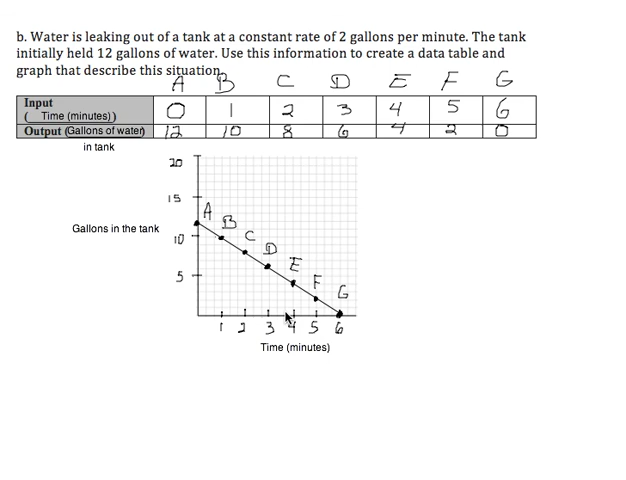 b. Water is leaking out of a tank at a constant rate of 2 gallons per minute. The tank
initially held 12 gallons of water. Use this information to create a data table and
graph that describe this situation.
A B C D E F G
Input
( Time (minutes) ) 0 1 2 3 4 5 6
Output (Gallons of water) 12 10 8 6 4 2 0
in tank
20
15
A
B
Gallons in the tank
10
C
D
E
5
F
G
1 2 3 4 5 6
Time (minutes)